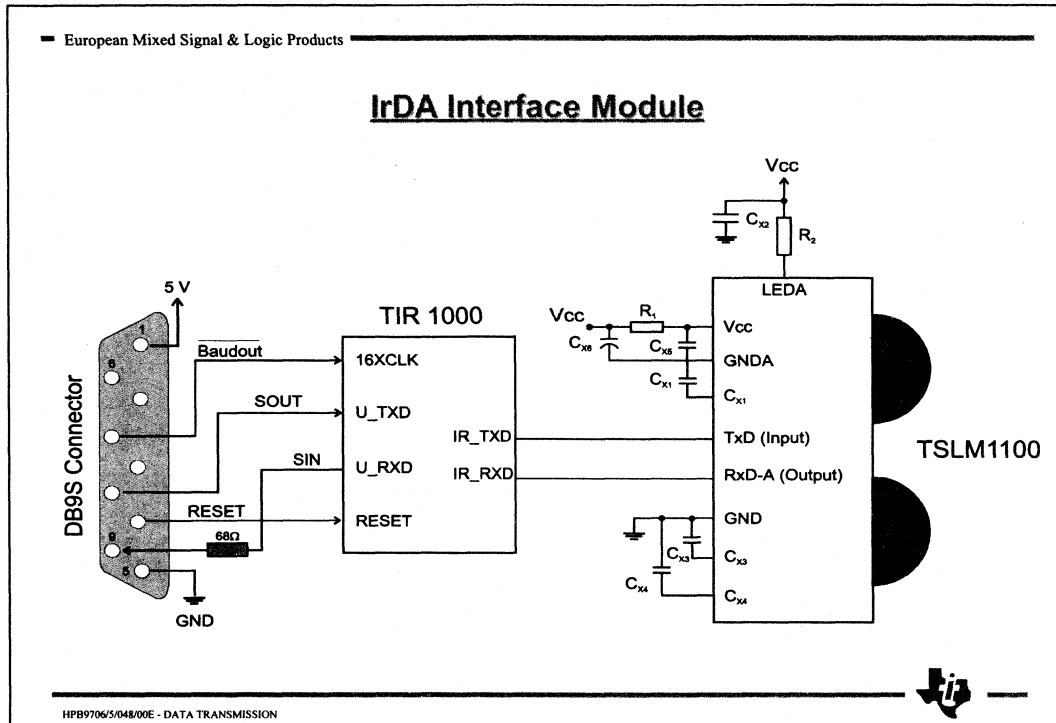 European Mixed Signal & Logic Products
IrDA Interface Module
Vcc
Cx2
R2
LEDA
5 V
TIR 1000
Vcc
R1
Vcc
1
Baudout
16XCLK
Cx6
Cx5
GNDA
6
Cx1
Cx1
DB9S Connector
SOUT
U_TXD
IR_TXD
TxD (Input)
TSLM1100
SIN
U_RXD
IR_RXD
RxD-A (Output)
RESET
RESET
GND
9
68Ω
Cx3
Cx3
5
Cx4
Cx4
GND
HPB9706/5/048/00E - DATA TRANSMISSION